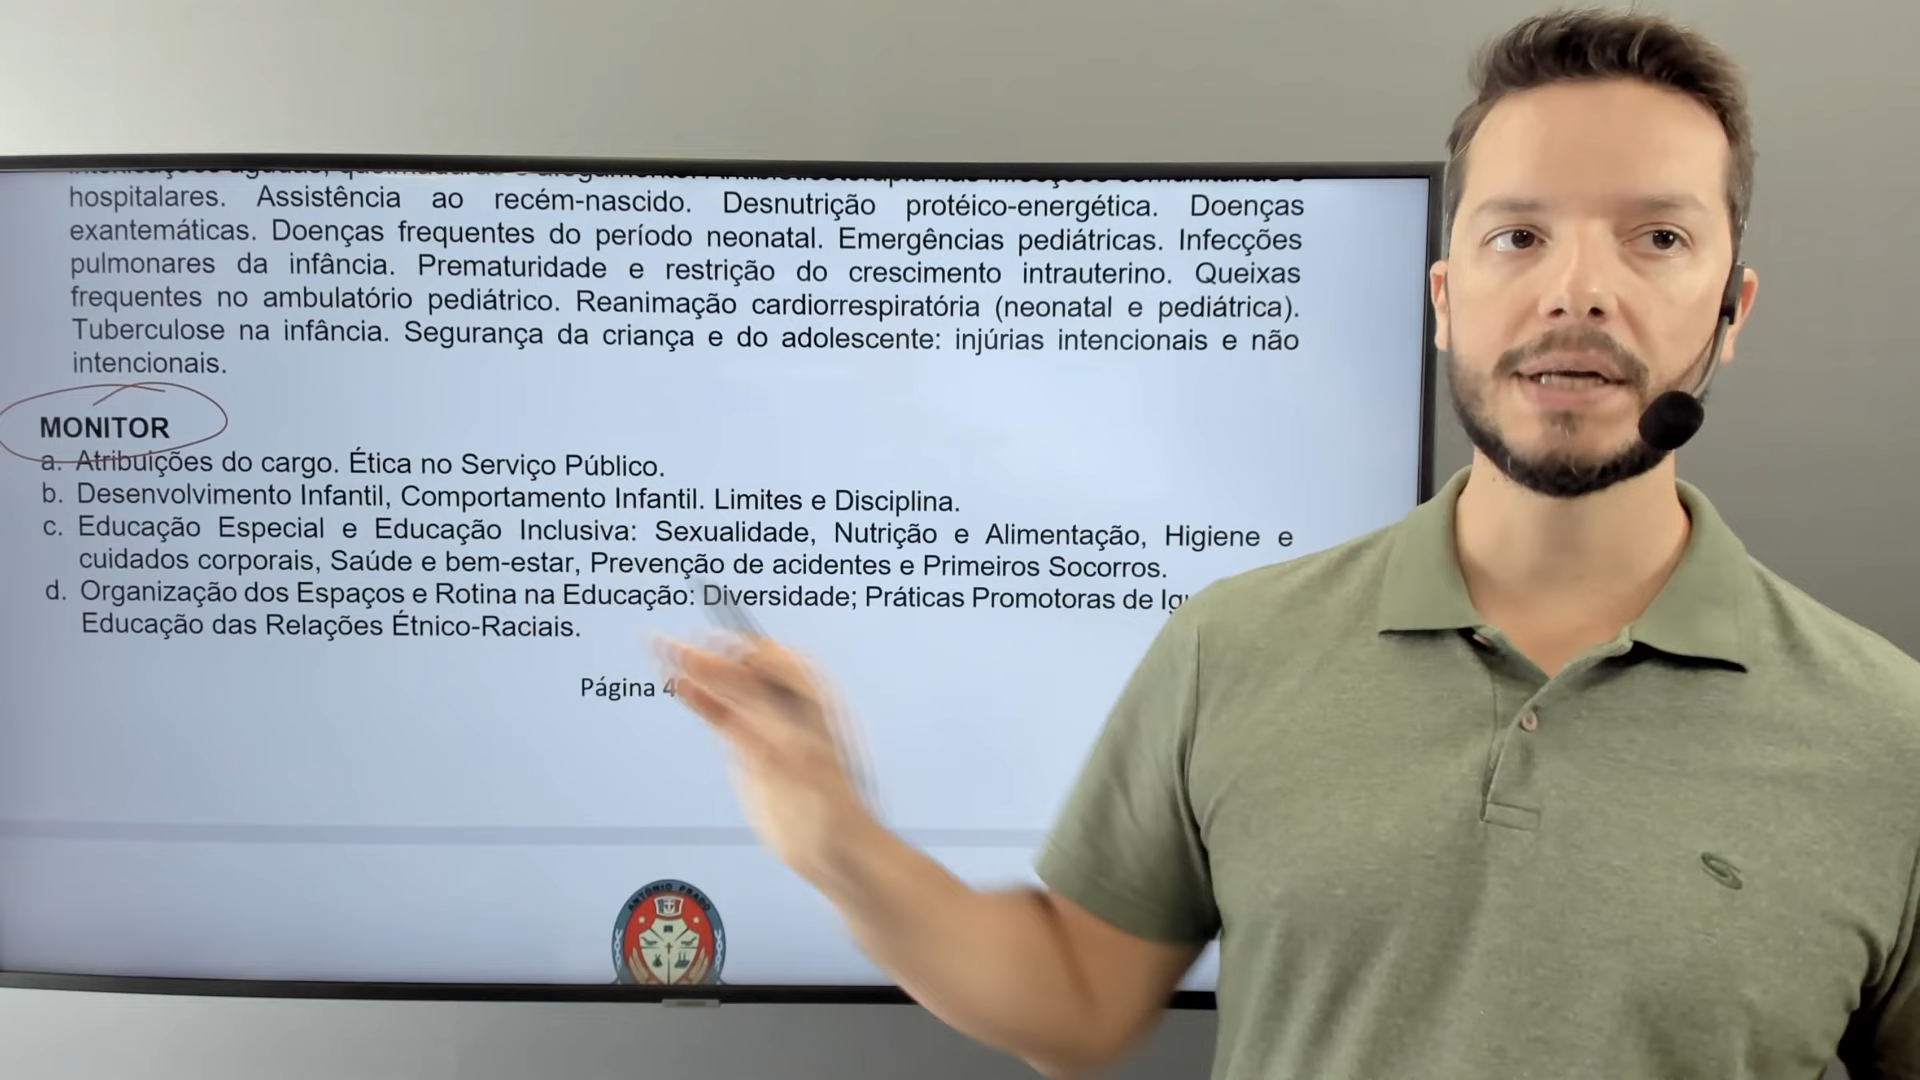 hospitalares. Assistência ao recém-nascido. Desnutrição protéico-energética. Doenças
exantemáticas. Doenças frequentes do período neonatal. Emergências pediátricas. Infecções
pulmonares da infância. Prematuridade e restrição do crescimento intrauterino. Queixas
frequentes no ambulatório pediátrico. Reanimação cardiorrespiratória (neonatal e pediátrica).
Tuberculose na infância. Segurança da criança e do adolescente: injúrias intencionais e não
intencionais.
MONITOR
a. Atribuições do cargo. Ética no Serviço Público.
b. Desenvolvimento Infantil, Comportamento Infantil. Limites e Disciplina.
c. Educação Especial e Educação Inclusiva: Sexualidade, Nutrição e Alimentação, Higiene e
cuidados corporais, Saúde e bem-estar, Prevenção de acidentes e Primeiros Socorros.
d. Organização dos Espaços e Rotina na Educação: Diversidade; Práticas Promotoras de
Educação das Relações Étnico-Raciais.
Página
ANTÔNIO PRADO